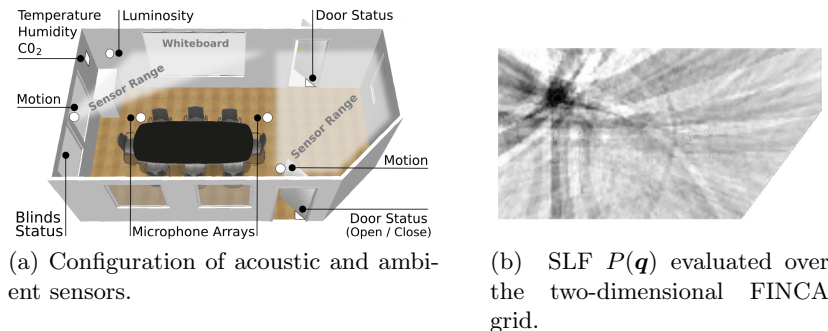 Temperature
Humidity
C0₂
Luminosity
Door Status
Whiteboard
Sensor Range
Motion
Sensor Range
Motion
Blinds
Status
Microphone Arrays
Door Status
(Open / Close)
(a) Configuration of acoustic and ambi-
ent sensors.
(b) SLF P(q) evaluated over
the two-dimensional FINCA
grid.